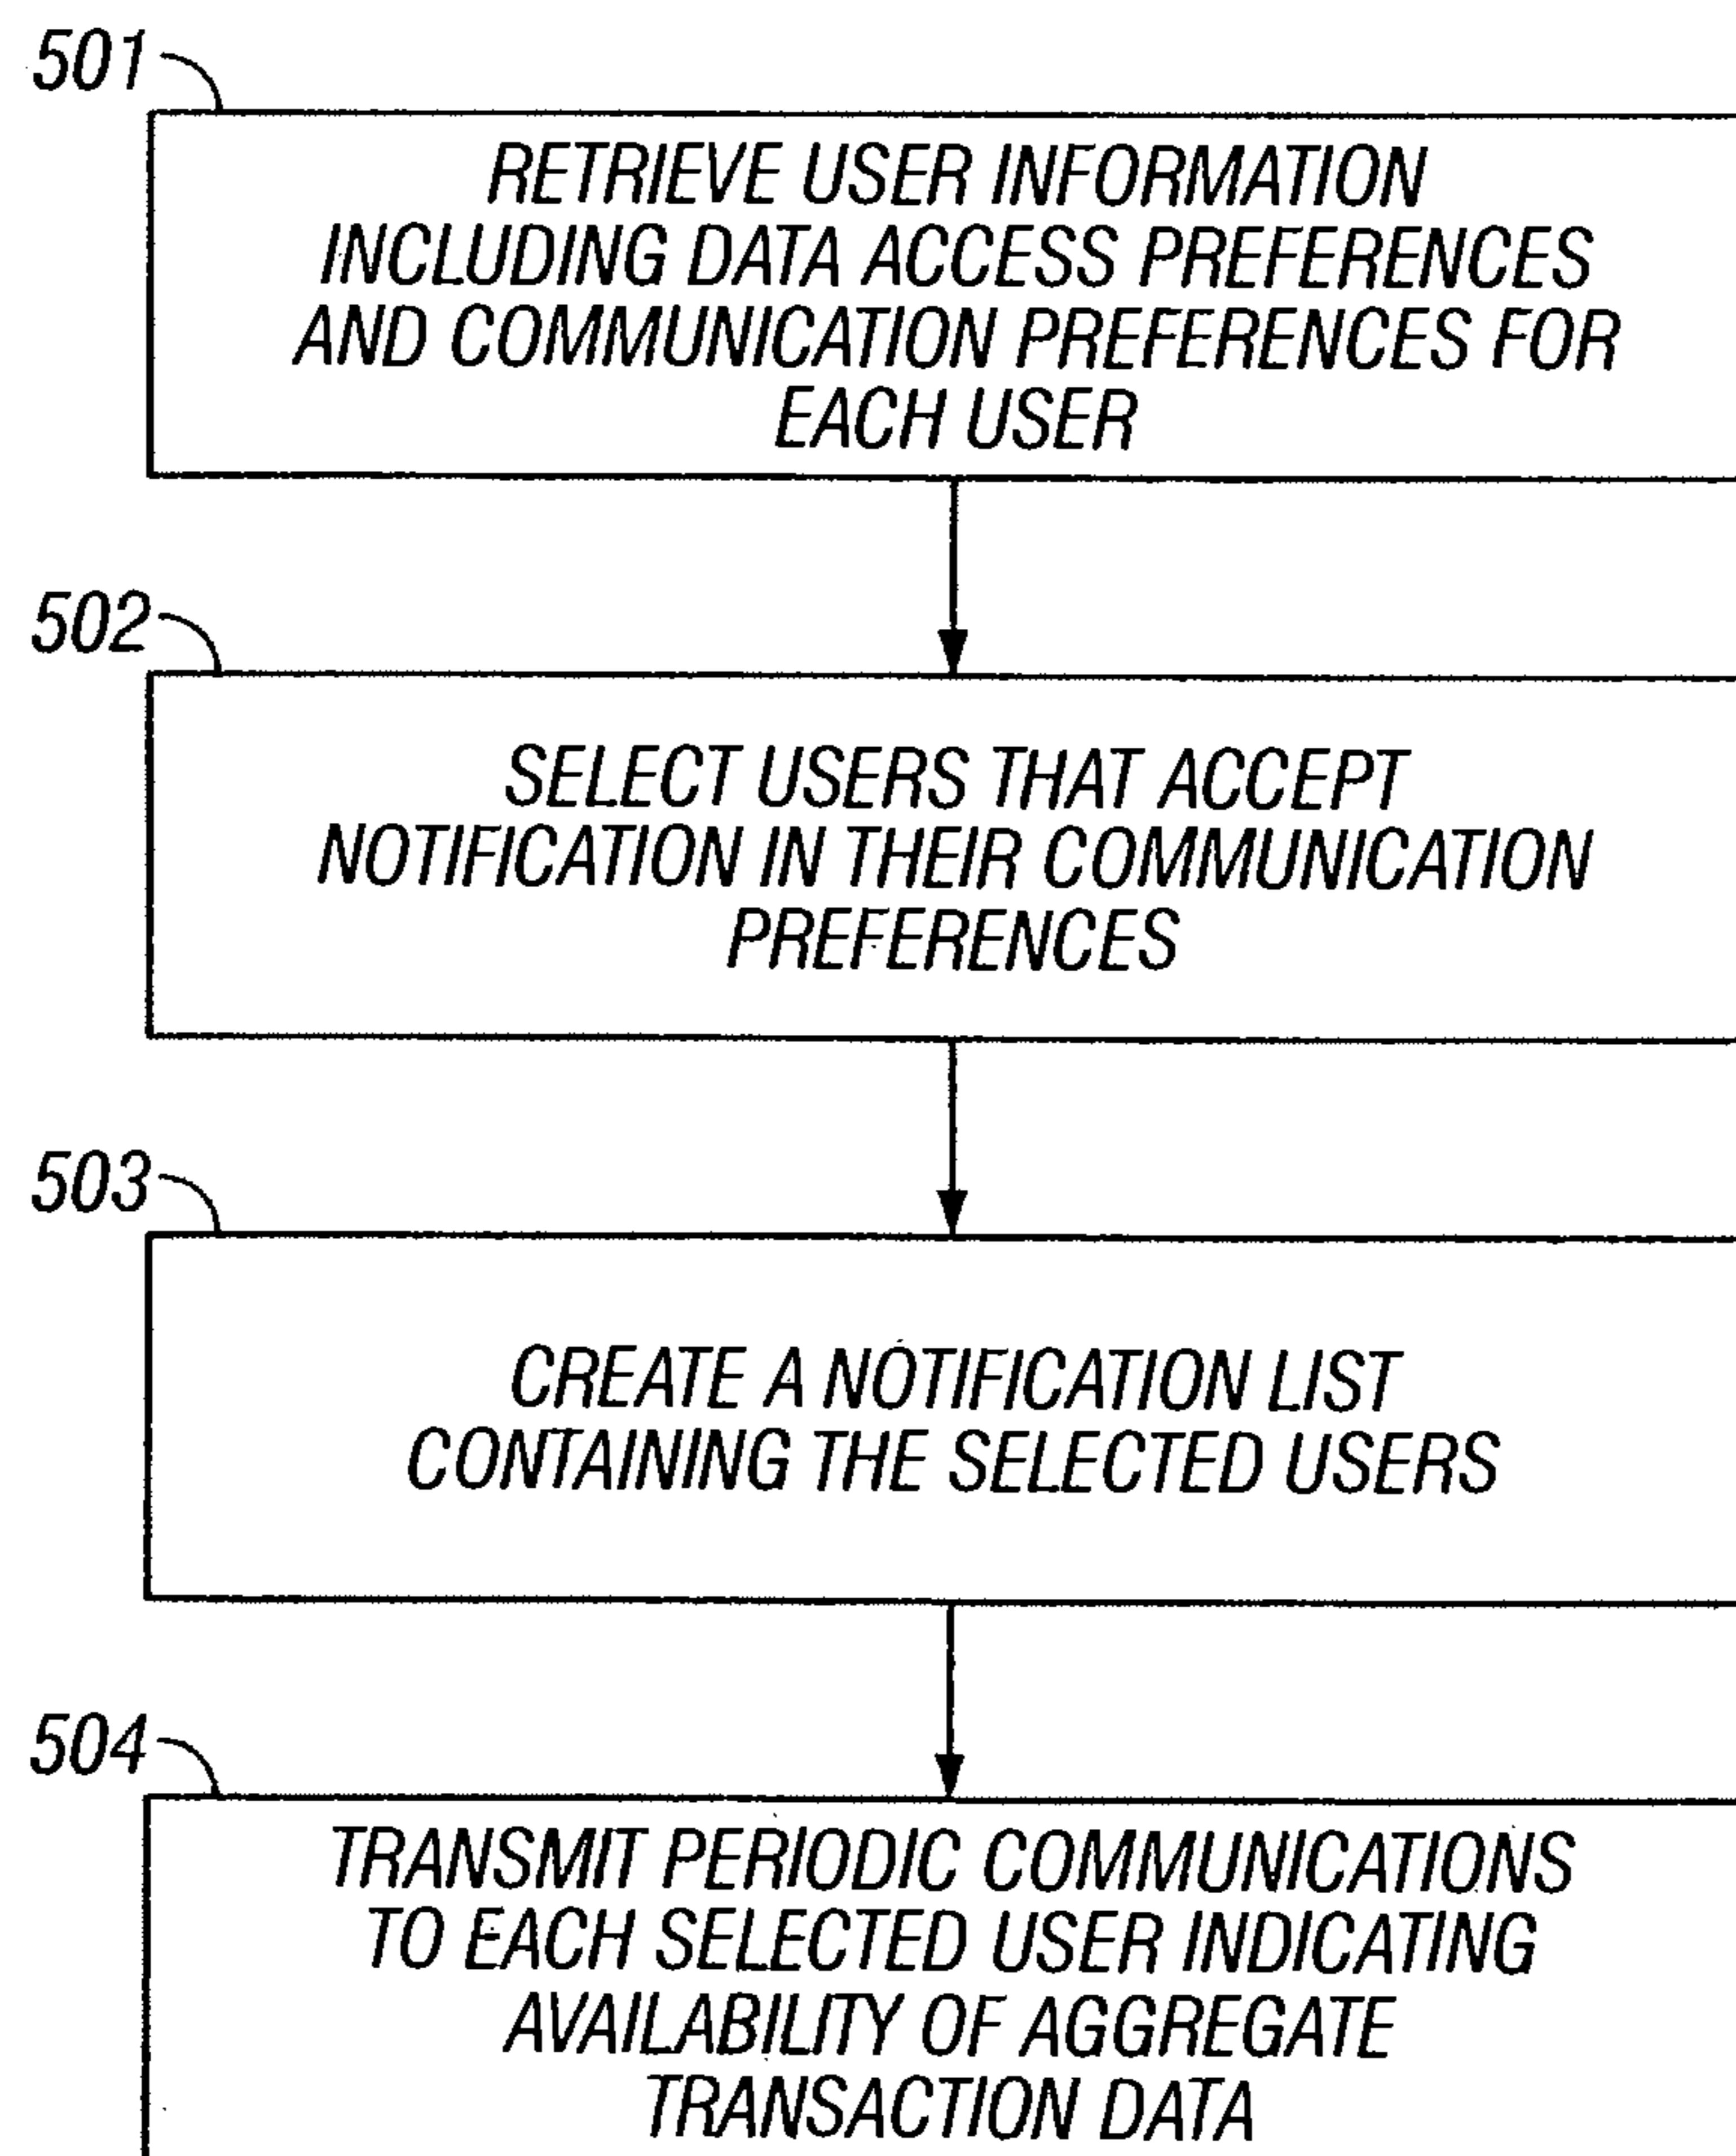 501
RETRIEVE USER INFORMATION
INCLUDING DATA ACCESS PREFERENCES
AND COMMUNICATION PREFERENCES FOR
EACH USER
502
SELECT USERS THAT ACCEPT
NOTIFICATION IN THEIR COMMUNICATION
PREFERENCES
503
CREATE A NOTIFICATION LIST
CONTAINING THE SELECTED USERS
504
TRANSMIT PERIODIC COMMUNICATIONS
TO EACH SELECTED USER INDICATING
AVAILABILITY OF AGGREGATE
TRANSACTION DATA